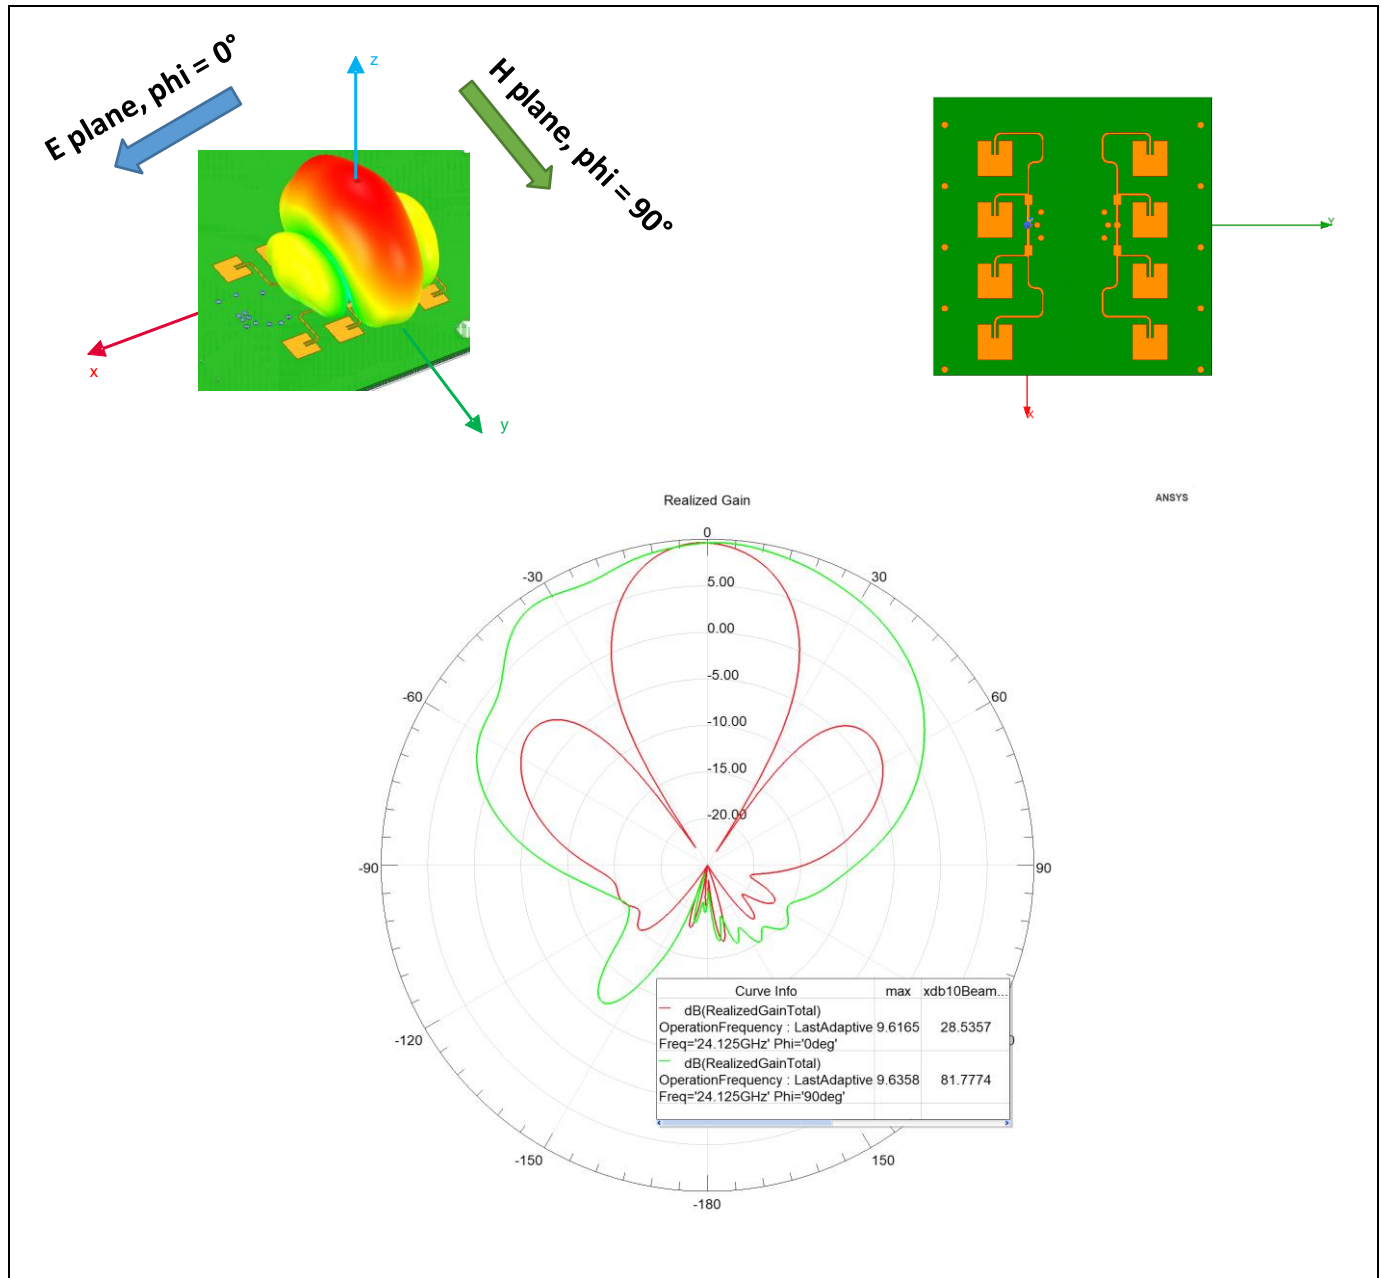 E plane, phi = 0°
z
H plane, phi = 90°
x
y
Y
X
Realized Gain
ANSYS
0
-30
30
5.00
0.00
-60
60
-5.00
-10.00
-15.00
-20.00
-90
90
Curve Info max xdb10Beam...
dB(RealizedGainTotal)
OperationFrequency : LastAdaptive 9.6165 28.5357
Freq='24.125GHz' Phi='0deg'
dB(RealizedGainTotal)
OperationFrequency : LastAdaptive 9.6358 81.7774
Freq='24.125GHz' Phi='90deg'
-120
0
-150
150
-180